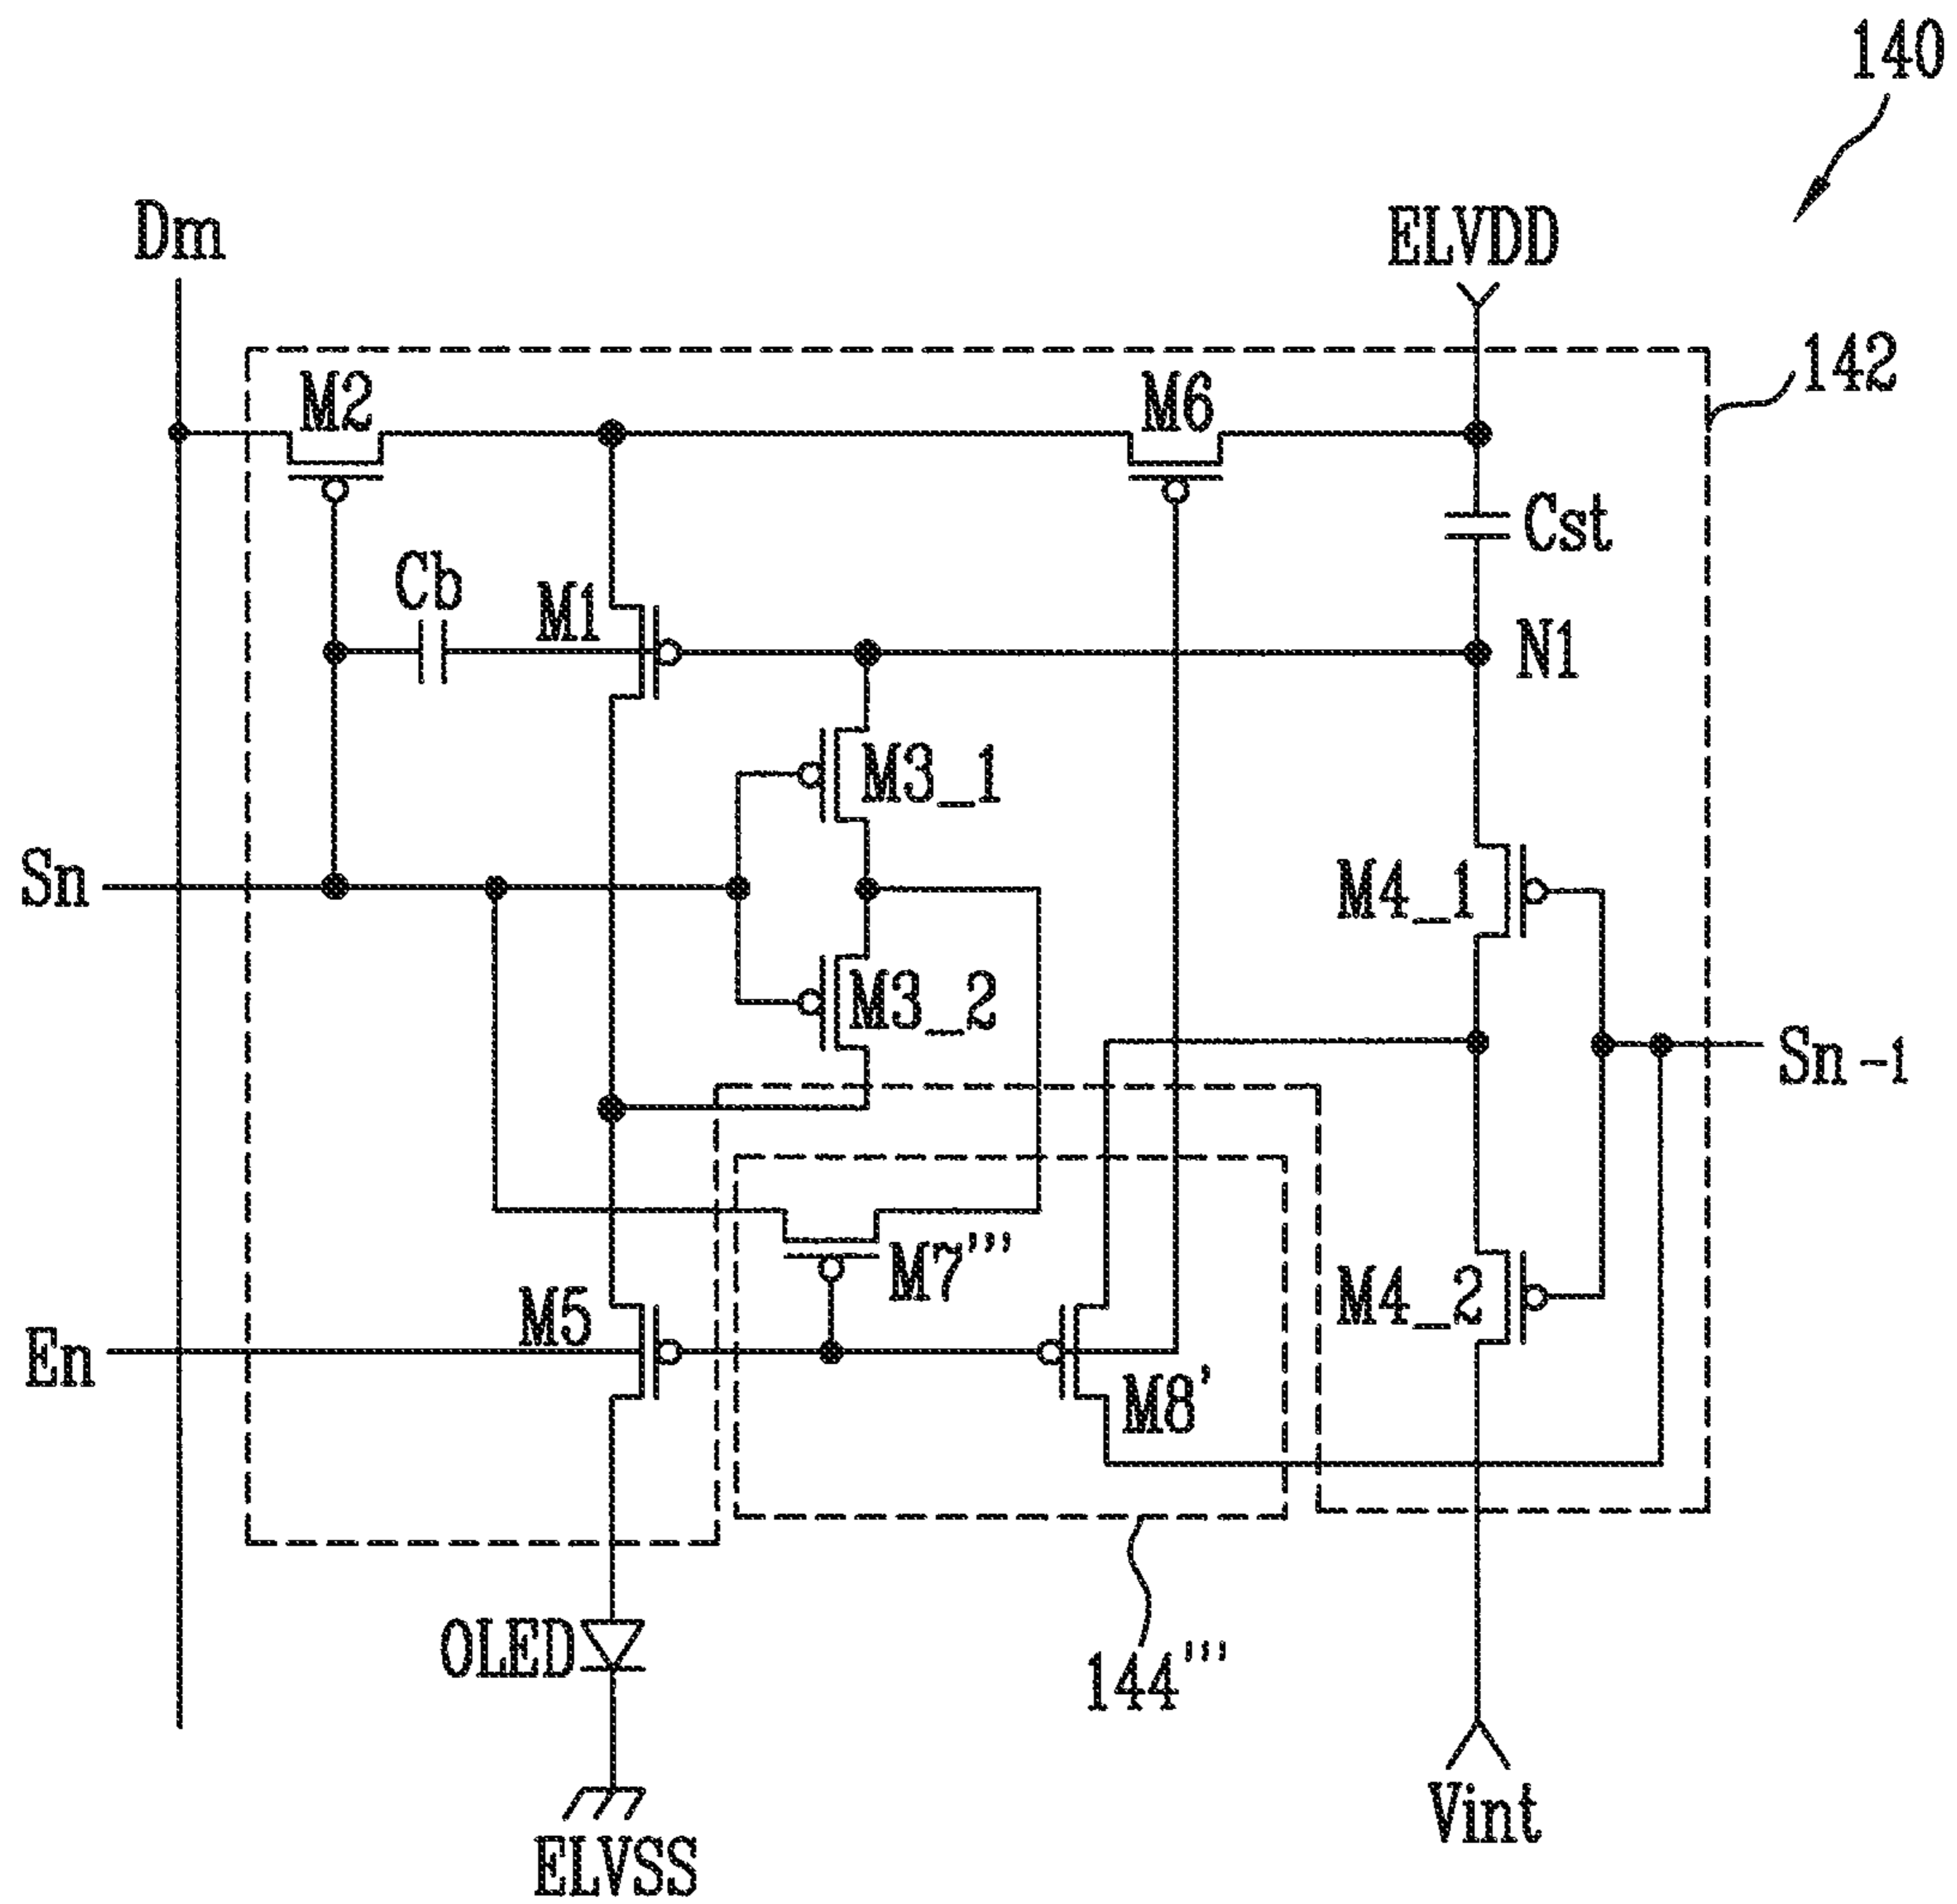 140
Dm
ELVDD
142
M2
M6
Cst
Cb
M1
N1
M3_1
M4_1
Sn
M3_2
Sn-1
M7'''
M5
M4_2
En
M8'
OLED
144'''
Vint
ELVSS